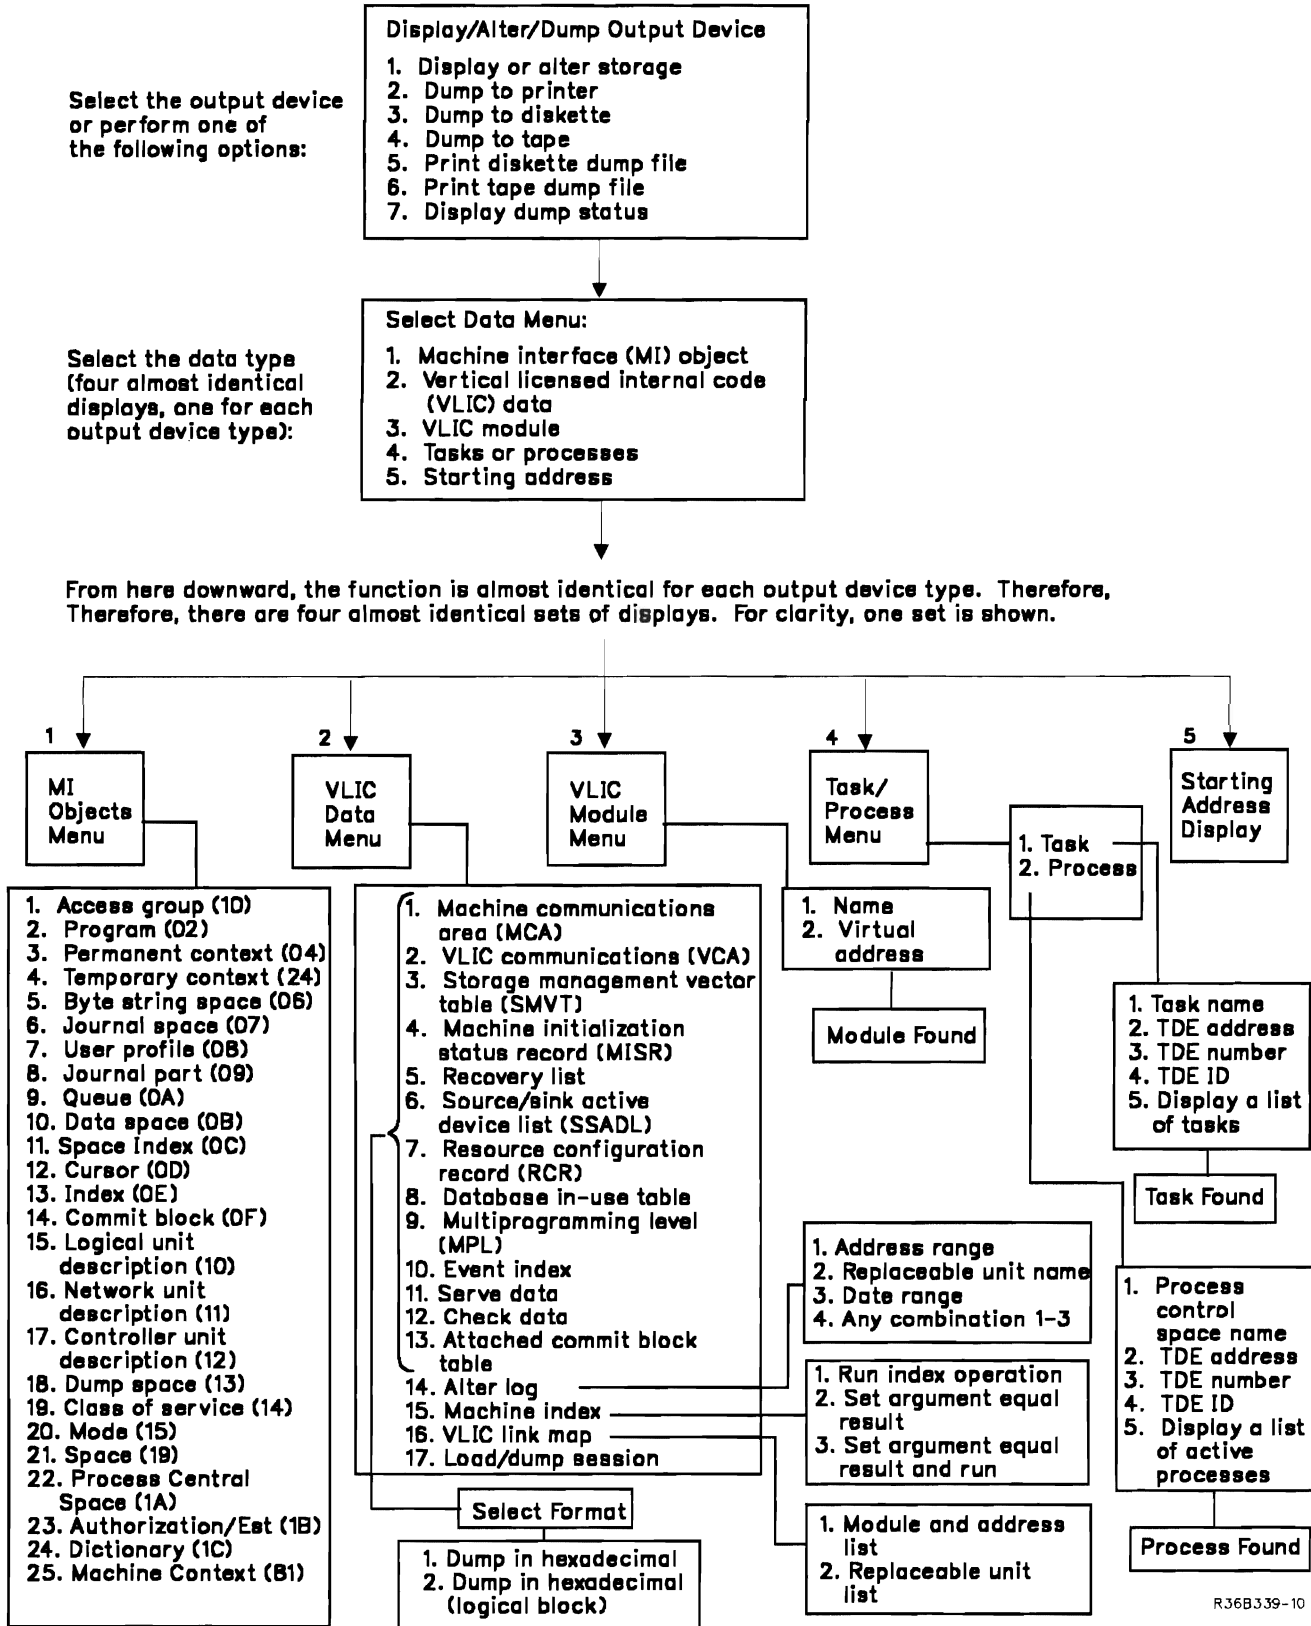 Display/Alter/Dump Output Device
1. Display or alter storage
2. Dump to printer
3. Dump to diskette
4. Dump to tape
5. Print diskette dump file
6. Print tape dump file
7. Display dump status
Select the output device
or perform one of
the following options:
Select Data Menu:
1. Machine interface (MI) object
2. Vertical licensed internal code
(VLIC) data
3. VLIC module
4. Tasks or processes
5. Starting address
Select the data type
(four almost identical
displays, one for each
output device type):
From here downward, the function is almost identical for each output device type. Therefore,
Therefore, there are four almost identical sets of displays. For clarity, one set is shown.
1
MI
Objects
Menu
2
VLIC
Data
Menu
3
VLIC
Module
Menu
4
Task/
Process
Menu
5
Starting
Address
Display
1. Task
2. Process
1. Access group (1D)
2. Program (02)
3. Permanent context (04)
4. Temporary context (24)
5. Byte string space (06)
6. Journal space (07)
7. User profile (08)
8. Journal part (09)
9. Queue (0A)
10. Data space (0B)
11. Space Index (0C)
12. Cursor (0D)
13. Index (0E)
14. Commit block (0F)
15. Logical unit
description (10)
16. Network unit
description (11)
17. Controller unit
description (12)
18. Dump space (13)
19. Class of service (14)
20. Mode (15)
21. Space (19)
22. Process Central
Space (1A)
23. Authorization/Est (1B)
24. Dictionary (1C)
25. Machine Context (81)
1. Machine communications
area (MCA)
2. VLIC communications (VCA)
3. Storage management vector
table (SMVT)
4. Machine initialization
status record (MISR)
5. Recovery list
6. Source/sink active
device list (SSADL)
7. Resource configuration
record (RCR)
8. Database in-use table
9. Multiprogramming level
(MPL)
10. Event index
11. Serve data
12. Check data
13. Attached commit block
table
14. Alter log
15. Machine index
16. VLIC link map
17. Load/dump session
Select Format
1. Dump in hexadecimal
2. Dump in hexadecimal
(logical block)
1. Name
2. Virtual
address
Module Found
1. Address range
2. Replaceable unit name
3. Date range
4. Any combination 1-3
1. Run index operation
2. Set argument equal
result
3. Set argument equal
result and run
1. Module and address
list
2. Replaceable unit
list
1. Task name
2. TDE address
3. TDE number
4. TDE ID
5. Display a list
of tasks
Task Found
1. Process
control
space name
2. TDE address
3. TDE number
4. TDE ID
5. Display a list
of active
processes
Process Found
R36B339-10